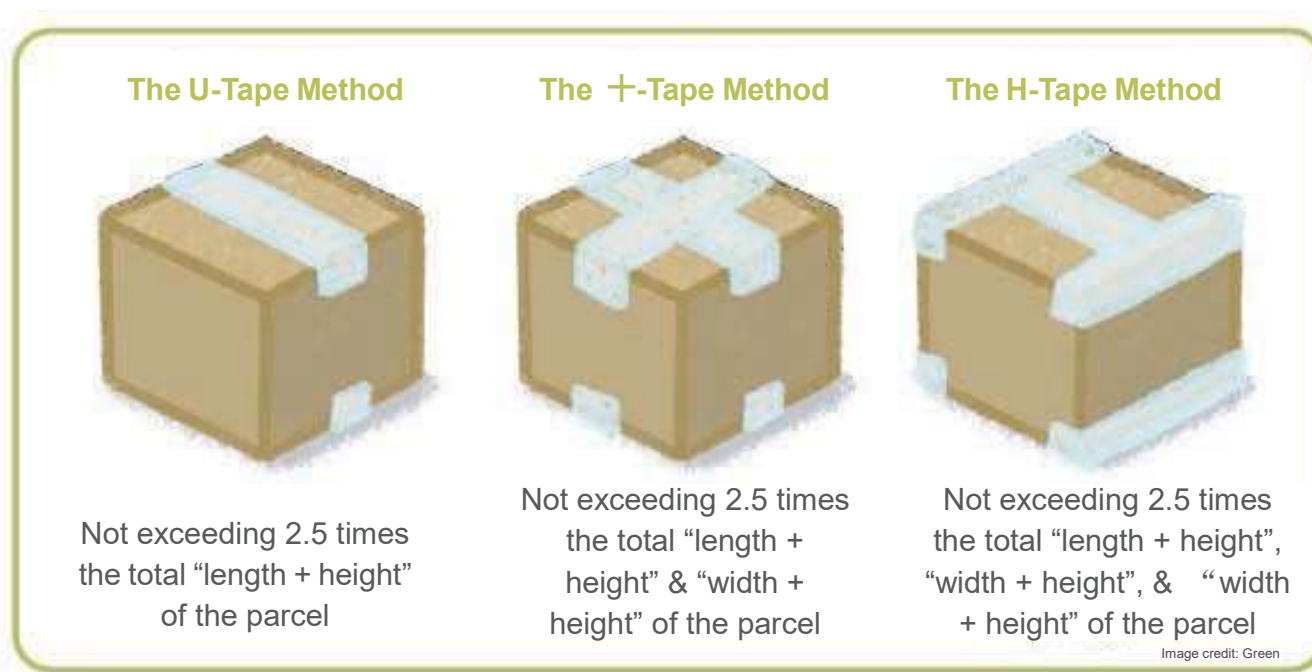 The U-Tape Method
Not exceeding 2.5 times
the total “length + height”
of the parcel
The +-Tape Method
Not exceeding 2.5 times
the total “length +
height” & “width +
height” of the parcel
The H-Tape Method
Not exceeding 2.5 times
the total “length + height”,
“width + height”, & “width
+ height” of the parcel
Image credit: Green